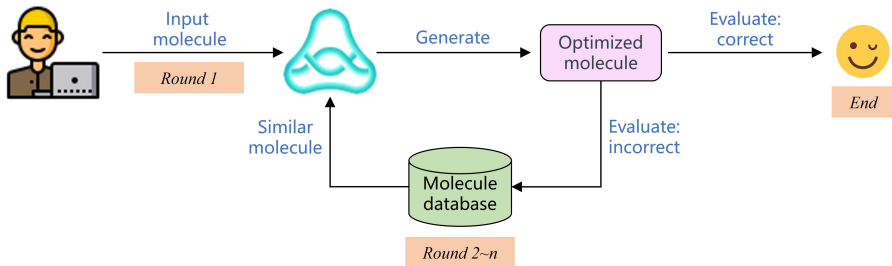 Input
molecule
Round 1
Generate
Optimized
molecule
Evaluate:
correct
End
Similar
molecule
Evaluate:
incorrect
Molecule
database
Round 2~n